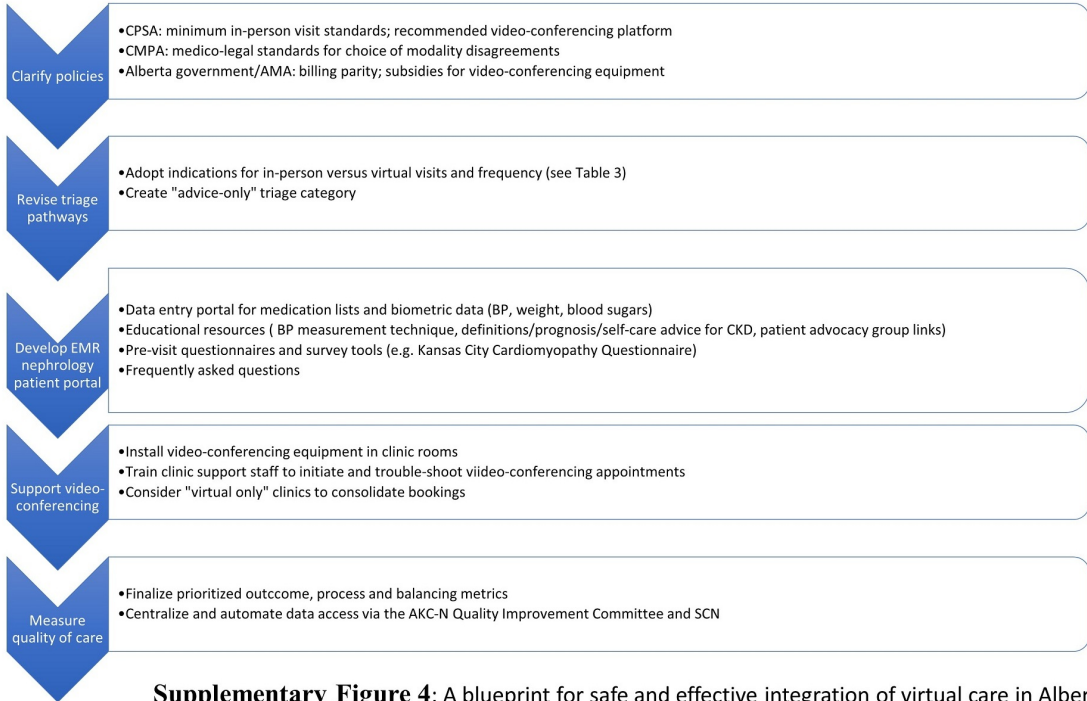 Clarify policies
•CPSA: minimum in-person visit standards; recommended video-conferencing platform
•CMPA: medico-legal standards for choice of modality disagreements
•Alberta government/AMA: billing parity; subsidies for video-conferencing equipment
Revise triage
pathways
•Adopt indications for in-person versus virtual visits and frequency (see Table 3)
•Create "advice-only" triage category
Develop EMR
nephrology
patient portal
•Data entry portal for medication lists and biometric data (BP, weight, blood sugars)
•Educational resources ( BP measurement technique, definitions/prognosis/self-care advice for CKD, patient advocacy group links)
•Pre-visit questionnaires and survey tools (e.g. Kansas City Cardiomyopathy Questionnaire)
•Frequently asked questions
Support video-
conferencing
•Install video-conferencing equipment in clinic rooms
•Train clinic support staff to initiate and trouble-shoot viideo-conferencing appointments
•Consider "virtual only" clinics to consolidate bookings
Measure
quality of care
•Finalize prioritized outccome, process and balancing metrics
•Centralize and automate data access via the AKC-N Quality Improvement Committee and SCN
Supplementary Figure 4: A blueprint for safe and effective integration of virtual care in Alber